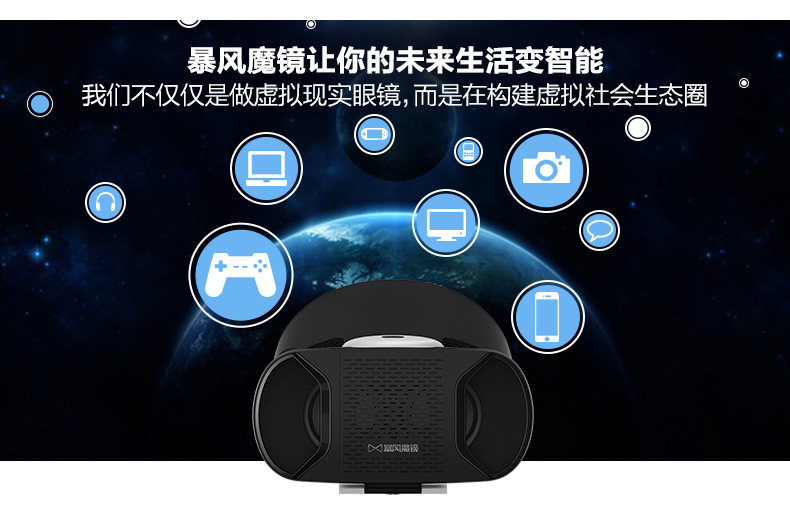 暴风魔镜让你的未来生活变智能
我们不仅仅是做虚拟现实眼镜,而是在构建虚拟社会生态圈
暴风魔镜